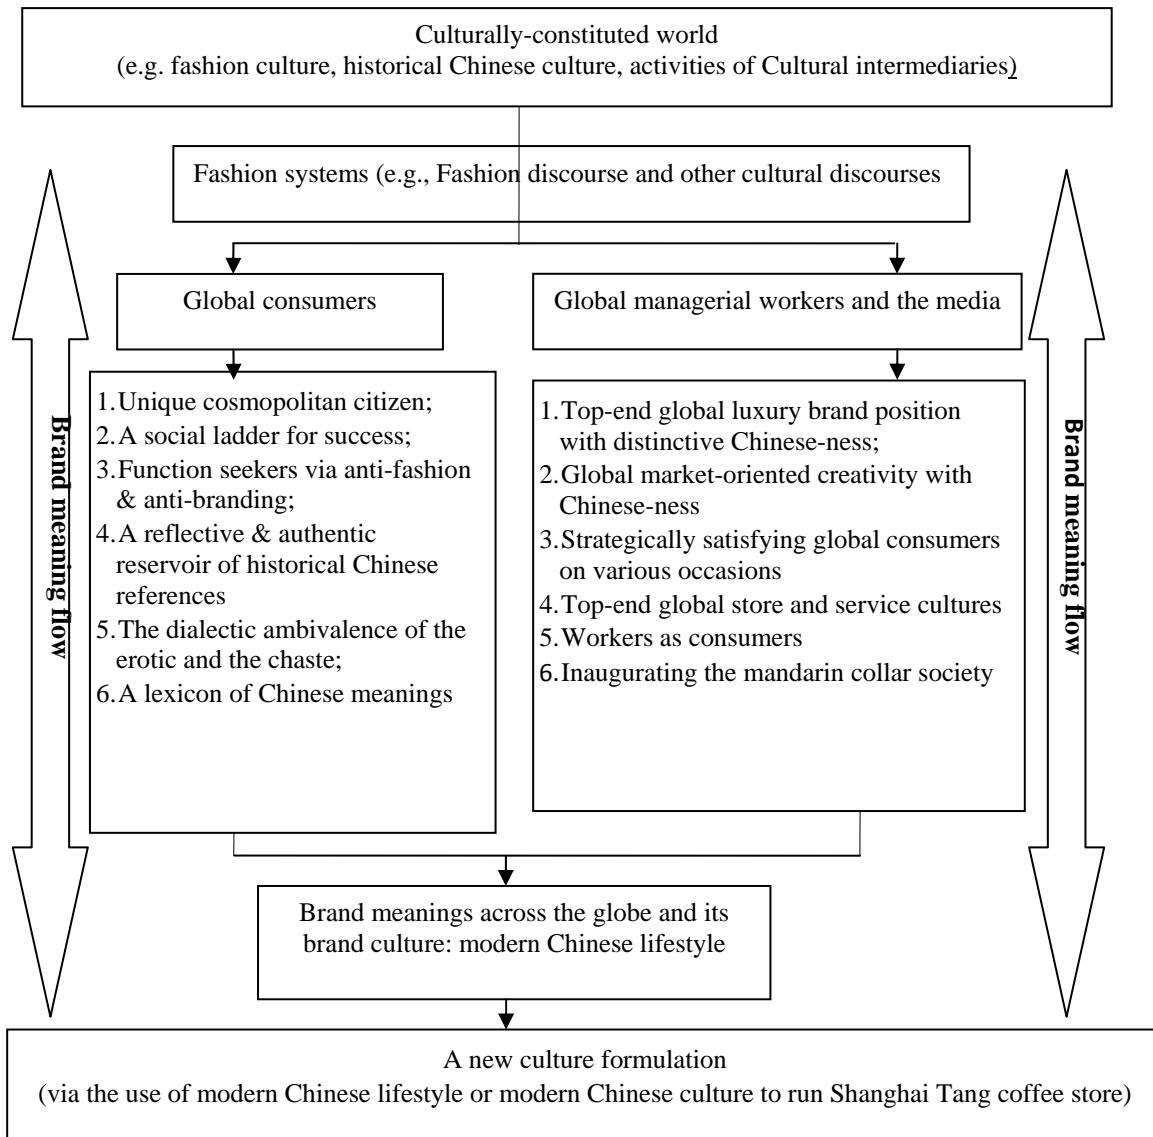 Culturally-constituted world
(e.g. fashion culture, historical Chinese culture, activities of Cultural intermediaries)
Fashion systems (e.g., Fashion discourse and other cultural discourses
Global consumers
Global managerial workers and the media
1.Unique cosmopolitan citizen;
2.A social ladder for success;
3.Function seekers via anti-fashion
& anti-branding;
4.A reflective & authentic
reservoir of historical Chinese
references
5.The dialectic ambivalence of the
erotic and the chaste;
6.A lexicon of Chinese meanings
1.Top-end global luxury brand position
with distinctive Chinese-ness;
2.Global market-oriented creativity with
Chinese-ness
3.Strategically satisfying global consumers
on various occasions
4.Top-end global store and service cultures
5.Workers as consumers
6.Inaugurating the mandarin collar society
Brand meaning flow
Brand meaning flow
Brand meanings across the globe and its
brand culture: modern Chinese lifestyle
A new culture formulation
(via the use of modern Chinese lifestyle or modern Chinese culture to run Shanghai Tang coffee store)